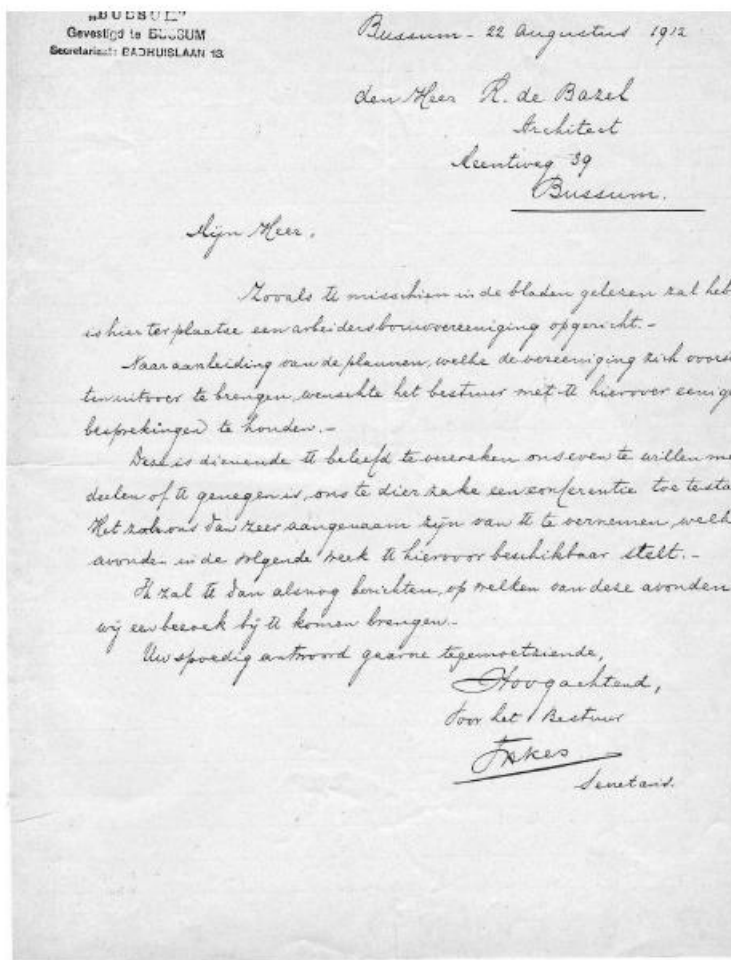 „BUSSUM"
Gevestigd te BUSSUM
Secretariaat: BADHUISLAAN 13.
Bussum - 22 Augustus 1912
den Heer K. de Bazel
Architect
Meentweg 39
Bussum.
Mijn Heer,
Zooals U misschien in de bladen gelezen zal heb
is hier ter plaatse een arbeidersbouwvereeniging opgericht.-
Naar aanleiding van de plannen, welke de vereeniging zich voors
ten uitvoer te brengen, wenschte het bestuur met U hierover eenige
besprekingen te houden.-
Deze is dienende U beleefd te verzoeken ons even te willen me
deelen of U genegen is, ons te dier zake een conferentie toe testa
Het zal ons dan zeer aangenaam zijn van U te vernemen, welk
avonden in de volgende week U hiervoor beschikbaar stelt.-
Ik zal U dan alsnog berichten, op welken van deze avonden
wij een bezoek bij U komen brengen.-
Uw spoedig antwoord gaarne tegemoetziende,
Hoogachtend,
Voor het Bestuur
Secretaris.